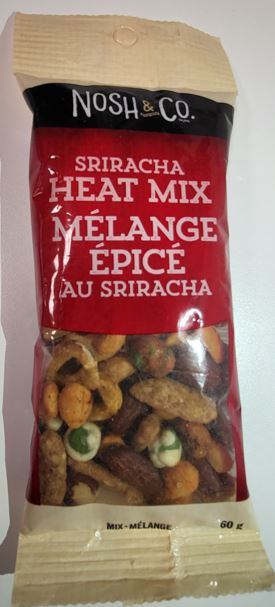 NOSH & CO.
SRIRACHA
HEAT MIX
MÉLANGE
ÉPICÉ
AU SRIRACHA
MIX - MÉLANGE 60 g